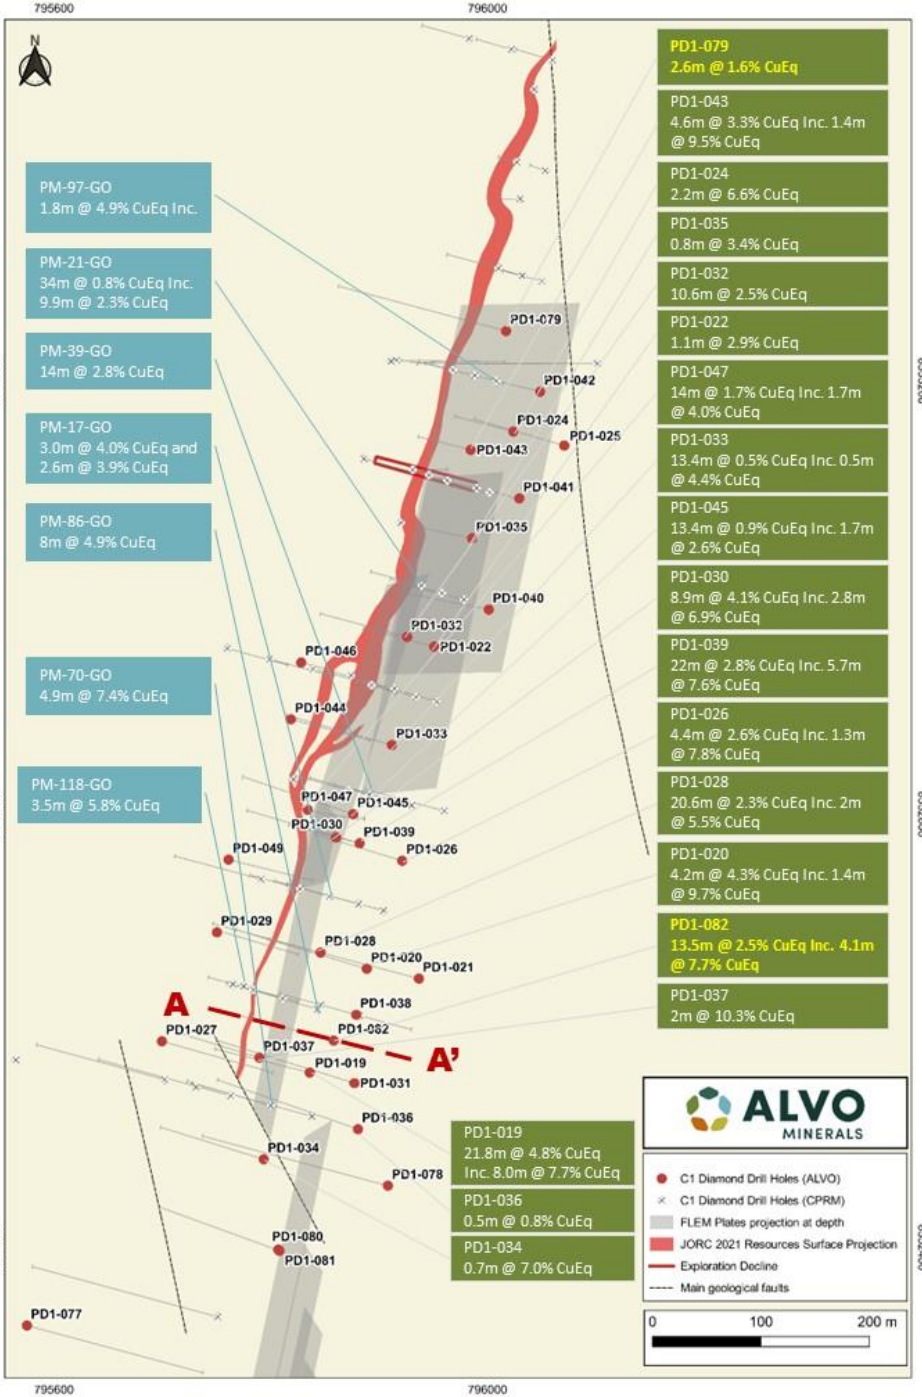 795600
796000
N
PD1-079
2.6m @ 1.6% CuEq
PD1-043
4.6m @ 3.3% CuEq Inc. 1.4m
@ 9.5% CuEq
PD1-024
2.2m @ 6.6% CuEq
PD1-035
0.8m @ 3.4% CuEq
PD1-032
10.6m @ 2.5% CuEq
PD1-022
1.1m @ 2.9% CuEq
PD1-047
14m @ 1.7% CuEq Inc. 1.7m
@ 4.0% CuEq
PD1-033
13.4m @ 0.5% CuEq Inc. 0.5m
@ 4.4% CuEq
PD1-045
13.4m @ 0.9% CuEq Inc. 1.7m
@ 2.6% CuEq
PD1-030
8.9m @ 4.1% CuEq Inc. 2.8m
@ 6.9% CuEq
PD1-039
22m @ 2.8% CuEq Inc. 5.7m
@ 7.6% CuEq
PD1-026
4.4m @ 2.6% CuEq Inc. 1.3m
@ 7.8% CuEq
PD1-028
20.6m @ 2.3% CuEq Inc. 2m
@ 5.5% CuEq
PD1-020
4.2m @ 4.3% CuEq Inc. 1.4m
@ 9.7% CuEq
PD1-082
13.5m @ 2.5% CuEq Inc. 4.1m
@ 7.7% CuEq
PD1-037
2m @ 10.3% CuEq
PM-97-GO
1.8m @ 4.9% CuEq Inc.
PM-21-GO
34m @ 0.8% CuEq Inc.
9.9m @ 2.3% CuEq
PM-39-GO
14m @ 2.8% CuEq
PM-17-GO
3.0m @ 4.0% CuEq and
2.6m @ 3.9% CuEq
PM-86-GO
8m @ 4.9% CuEq
PM-70-GO
4.9m @ 7.4% CuEq
PM-118-GO
3.5m @ 5.8% CuEq
PD1-079
PD1-042
PD1-024
PD1-025
PD1-043
PD1-041
PD1-035
PD1-040
PD1-032
PD1-022
PD1-046
PD1-044
PD1-033
PD1-047
PD1-045
PD1-030
PD1-039
PD1-026
PD1-049
PD1-029
PD1-028
PD1-020
PD1-021
PD1-038
A
PD1-082
PD1-027
PD1-037
A'
PD1-019
PD1-031
PD1-036
PD1-034
PD1-078
PD1-080
PD1-081
PD1-077
PD1-019
21.8m @ 4.8% CuEq
Inc. 8.0m @ 7.7% CuEq
PD1-036
0.5m @ 0.8% CuEq
PD1-034
0.7m @ 7.0% CuEq
ALVO
MINERALS
C1 Diamond Drill Holes (ALVO)
C1 Diamond Drill Holes (CPRM)
FLEM Plates projection at depth
JORC 2021 Resources Surface Projection
Exploration Decline
Main geological faults
0 100 200 m
795600
796000